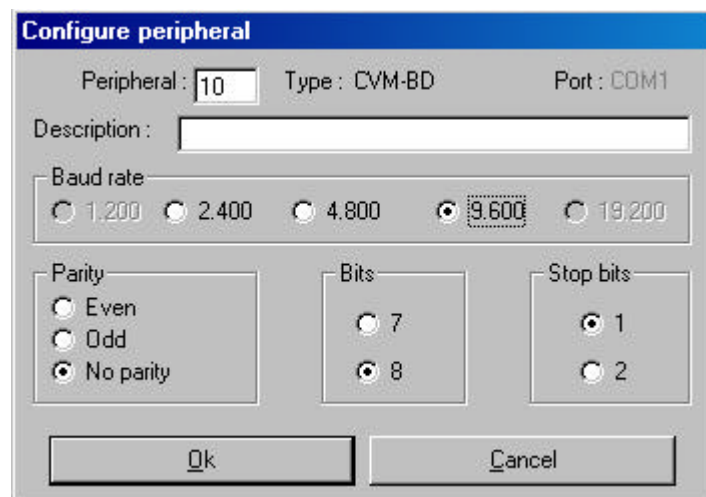 Configure peripheral
Peripheral : 10 Type : CVM-BD Port : COM1
Description :
Baud rate
1.200 2.400 4.800 9.600 19.200
Parity Bits Stop bits
Even
7 1
Odd
No parity 8 2
Ok Cancel